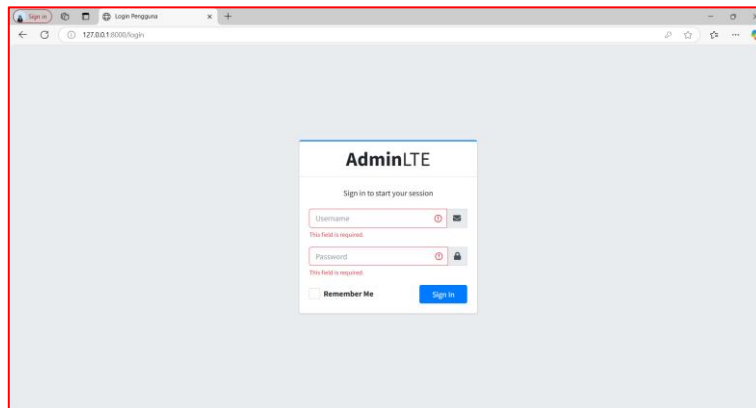 Sign in
Login Pengguna
127.0.0.1:8000/login
AdminLTE
Sign in to start your session
Username
This field is required.
Password
This field is required.
Remember Me
Sign In